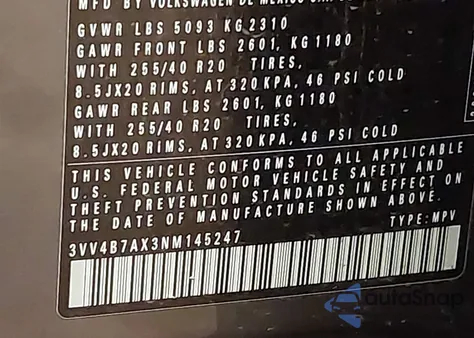 MFD BY VOLKSWAGEN DE MEXICO
GVWR LBS 5093 KG 2310
GAWR FRONT LBS 2601, KG 1180
WITH 255/40 R20 TIRES,
8.5JX20 RIMS, AT 320 KPA, 46 PSI COLD
GAWR REAR LBS 2601, KG 1180
WITH 255/40 R20 TIRES,
8.5JX20 RIMS, AT 320 KPA, 46 PSI COLD
THIS VEHICLE CONFORMS TO ALL APPLICABLE
U.S. FEDERAL MOTOR VEHICLE SAFETY AND
THEFT PREVENTION STANDARDS IN EFFECT ON
THE DATE OF MANUFACTURE SHOWN ABOVE.
3VV4B7AX3NM145247 TYPE: MPV
autoSnap